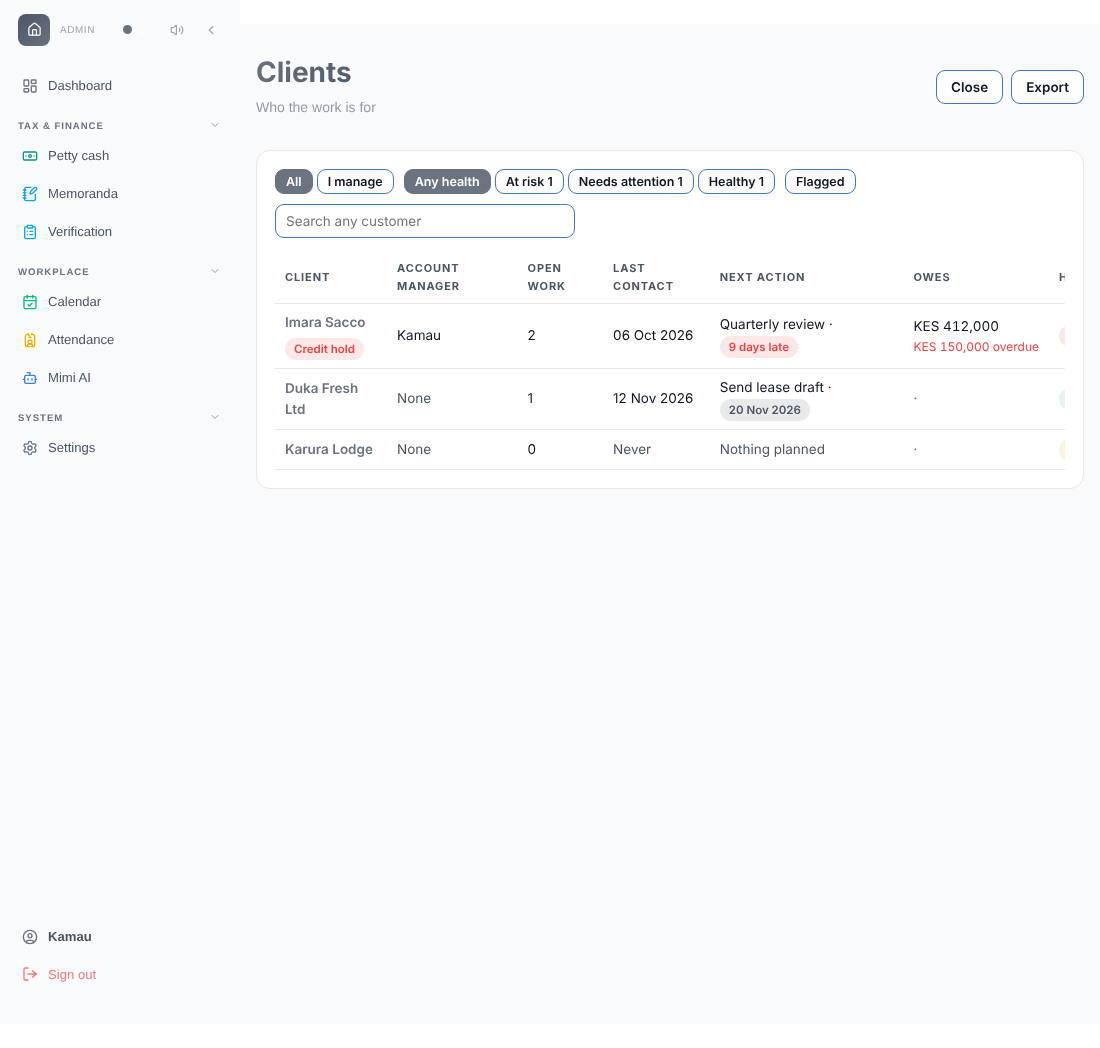 ADMIN
Dashboard
TAX & FINANCE
Petty cash
Memoranda
Verification
WORKPLACE
Calendar
Attendance
Mimi AI
SYSTEM
Settings
Kamau
Sign out
Clients
Who the work is for
Close
Export
All
I manage
Any health
At risk 1
Needs attention 1
Healthy 1
Flagged
Search any customer
CLIENT
ACCOUNT
MANAGER
OPEN
WORK
LAST
CONTACT
NEXT ACTION
OWES
Imara Sacco
Credit hold
Kamau
2
06 Oct 2026
Quarterly review ·
9 days late
KES 412,000
KES 150,000 overdue
Duka Fresh
Ltd
None
1
12 Nov 2026
Send lease draft ·
20 Nov 2026
·
Karura Lodge
None
0
Never
Nothing planned
·